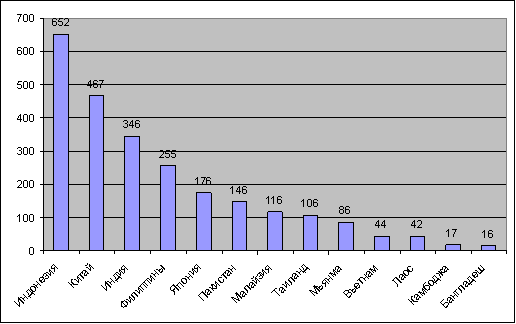 700
600
500
400
300
200
100
0
652
467
346
255
176
146
116
106
86
44
42
17
16
Индонезия
Китай
Индия
Филиппины
Япония
Пакистан
Малайзия
Таиланд
Мьянма
Вьетнам
Лаос
Камбоджа
Бангладеш